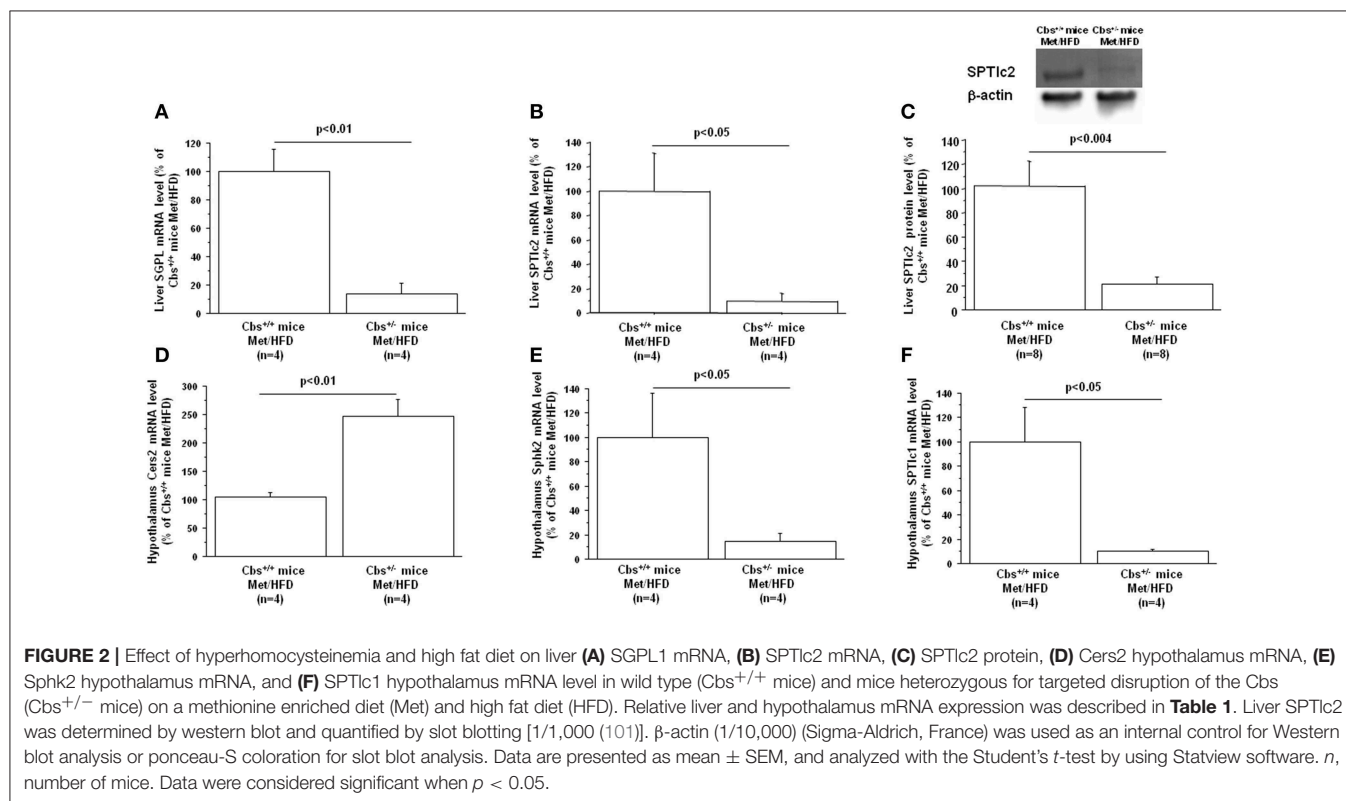 Cbs+/+ mice Cbs+/- mice
Met/HFD Met/HFD
SPTlc2
β-actin
A
p<0.01
Liver SGPL mRNA level (% of
Cbs+/+ mice Met/HFD)
120
100
80
60
40
20
0
Cbs+/+ mice
Met/HFD
(n=4)
Cbs+/- mice
Met/HFD
(n=4)
B
p<0.05
Liver SPTlc2 mRNA level (% of
Cbs+/+ mice Met/HFD)
140
120
100
80
60
40
20
0
Cbs+/+ mice
Met/HFD
(n=4)
Cbs+/- mice
Met/HFD
(n=4)
C
p<0.004
Liver SPTlc2 protein level (% of
Cbs+/+ mice Met/HFD)
140
120
100
80
60
40
20
0
Cbs+/+ mice
Met/HFD
(n=8)
Cbs+/- mice
Met/HFD
(n=8)
D
p<0.01
Hypothalamus Cers2 mRNA level
(% of Cbs+/+ mice Met/HFD)
300
250
200
150
100
50
0
Cbs+/+ mice
Met/HFD
(n=4)
Cbs+/- mice
Met/HFD
(n=4)
E
p<0.05
Hypothalamus Sphk2 mRNA level
(% of Cbs+/+ mice Met/HFD)
140
120
100
80
60
40
20
0
Cbs+/+ mice
Met/HFD
(n=4)
Cbs+/- mice
Met/HFD
(n=4)
F
p<0.05
Hypothalamus SPTlc1 mRNA level
(% of Cbs+/+ mice Met/HFD)
140
120
100
80
60
40
20
0
Cbs+/+ mice
Met/HFD
(n=4)
Cbs+/- mice
Met/HFD
(n=4)
FIGURE 2 | Effect of hyperhomocysteinemia and high fat diet on liver (A) SGPL1 mRNA, (B) SPTlc2 mRNA, (C) SPTlc2 protein, (D) Cers2 hypothalamus mRNA, (E)
Sphk2 hypothalamus mRNA, and (F) SPTlc1 hypothalamus mRNA level in wild type (Cbs+/+ mice) and mice heterozygous for targeted disruption of the Cbs
(Cbs+/− mice) on a methionine enriched diet (Met) and high fat diet (HFD). Relative liver and hypothalamus mRNA expression was described in Table 1. Liver SPTlc2
was determined by western blot and quantified by slot blotting [1/1,000 (101)]. β-actin (1/10,000) (Sigma-Aldrich, France) was used as an internal control for Western
blot analysis or ponceau-S coloration for slot blot analysis. Data are presented as mean ± SEM, and analyzed with the Student's t-test by using Statview software. n,
number of mice. Data were considered significant when p < 0.05.